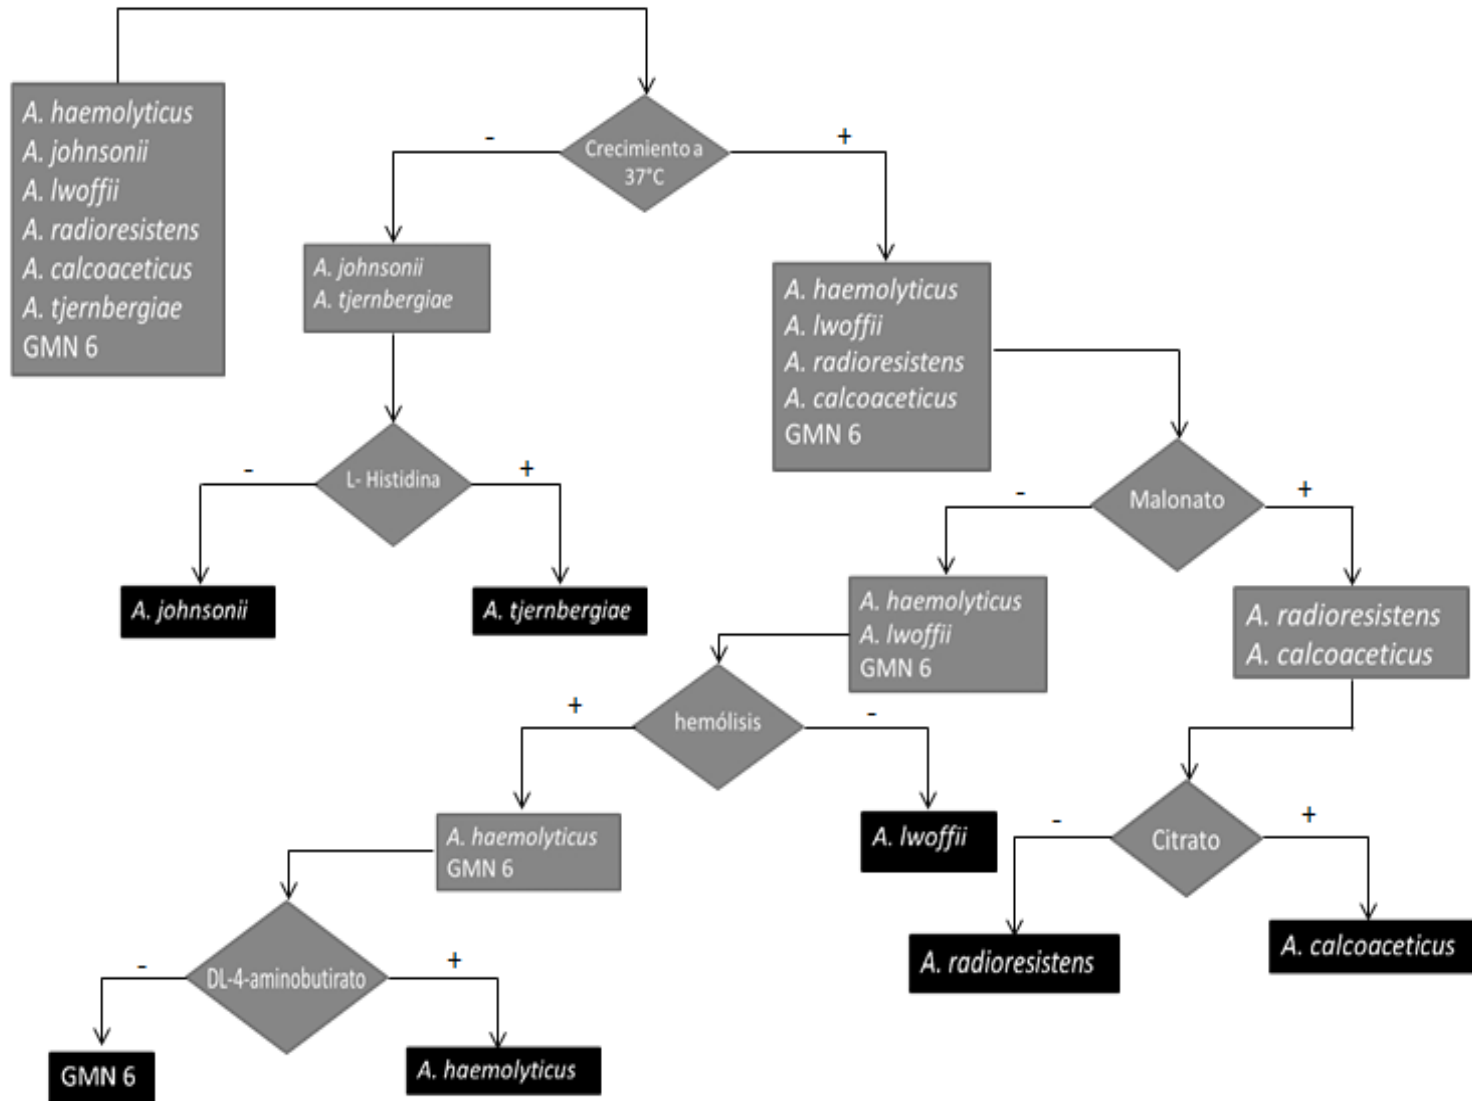 A. haemolyticus
A. johnsonii
A. lwoffii
A. radioresistens
A. calcoaceticus
A. tjernbergiae
GMN 6
Crecimiento a
37°C
-
+
A. johnsonii
A. tjernbergiae
A. haemolyticus
A. lwoffii
A. radioresistens
A. calcoaceticus
GMN 6
L- Histidina
-
+
A. johnsonii
A. tjernbergiae
Malonato
-
+
A. haemolyticus
A. lwoffii
GMN 6
A. radioresistens
A. calcoaceticus
hemólisis
+
-
A. haemolyticus
GMN 6
A. lwoffii
Citrato
-
+
A. radioresistens
A. calcoaceticus
DL-4-aminobutirato
-
+
GMN 6
A. haemolyticus